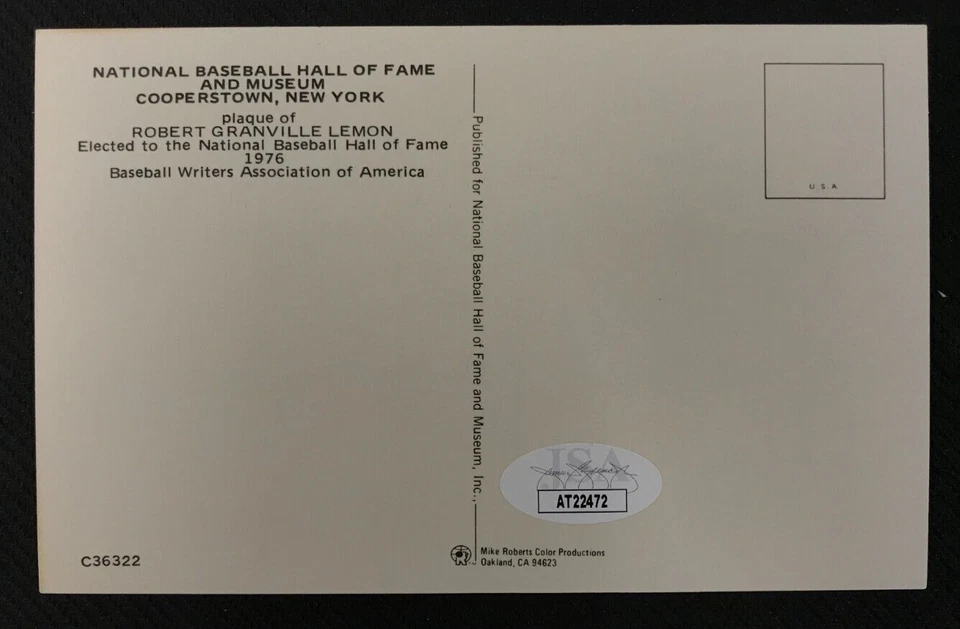 NATIONAL BASEBALL HALL OF FAME
AND MUSEUM
COOPERSTOWN, NEW YORK
plaque of
ROBERT GRANVILLE LEMON
Elected to the National Baseball Hall of Fame
1976
Baseball Writers Association of America
Published for National Baseball Hall of Fame and Museum, Inc.,
U.S.A
JSA
AT22472
C36322
Mike Roberts Color Productions
Oakland, CA 94623